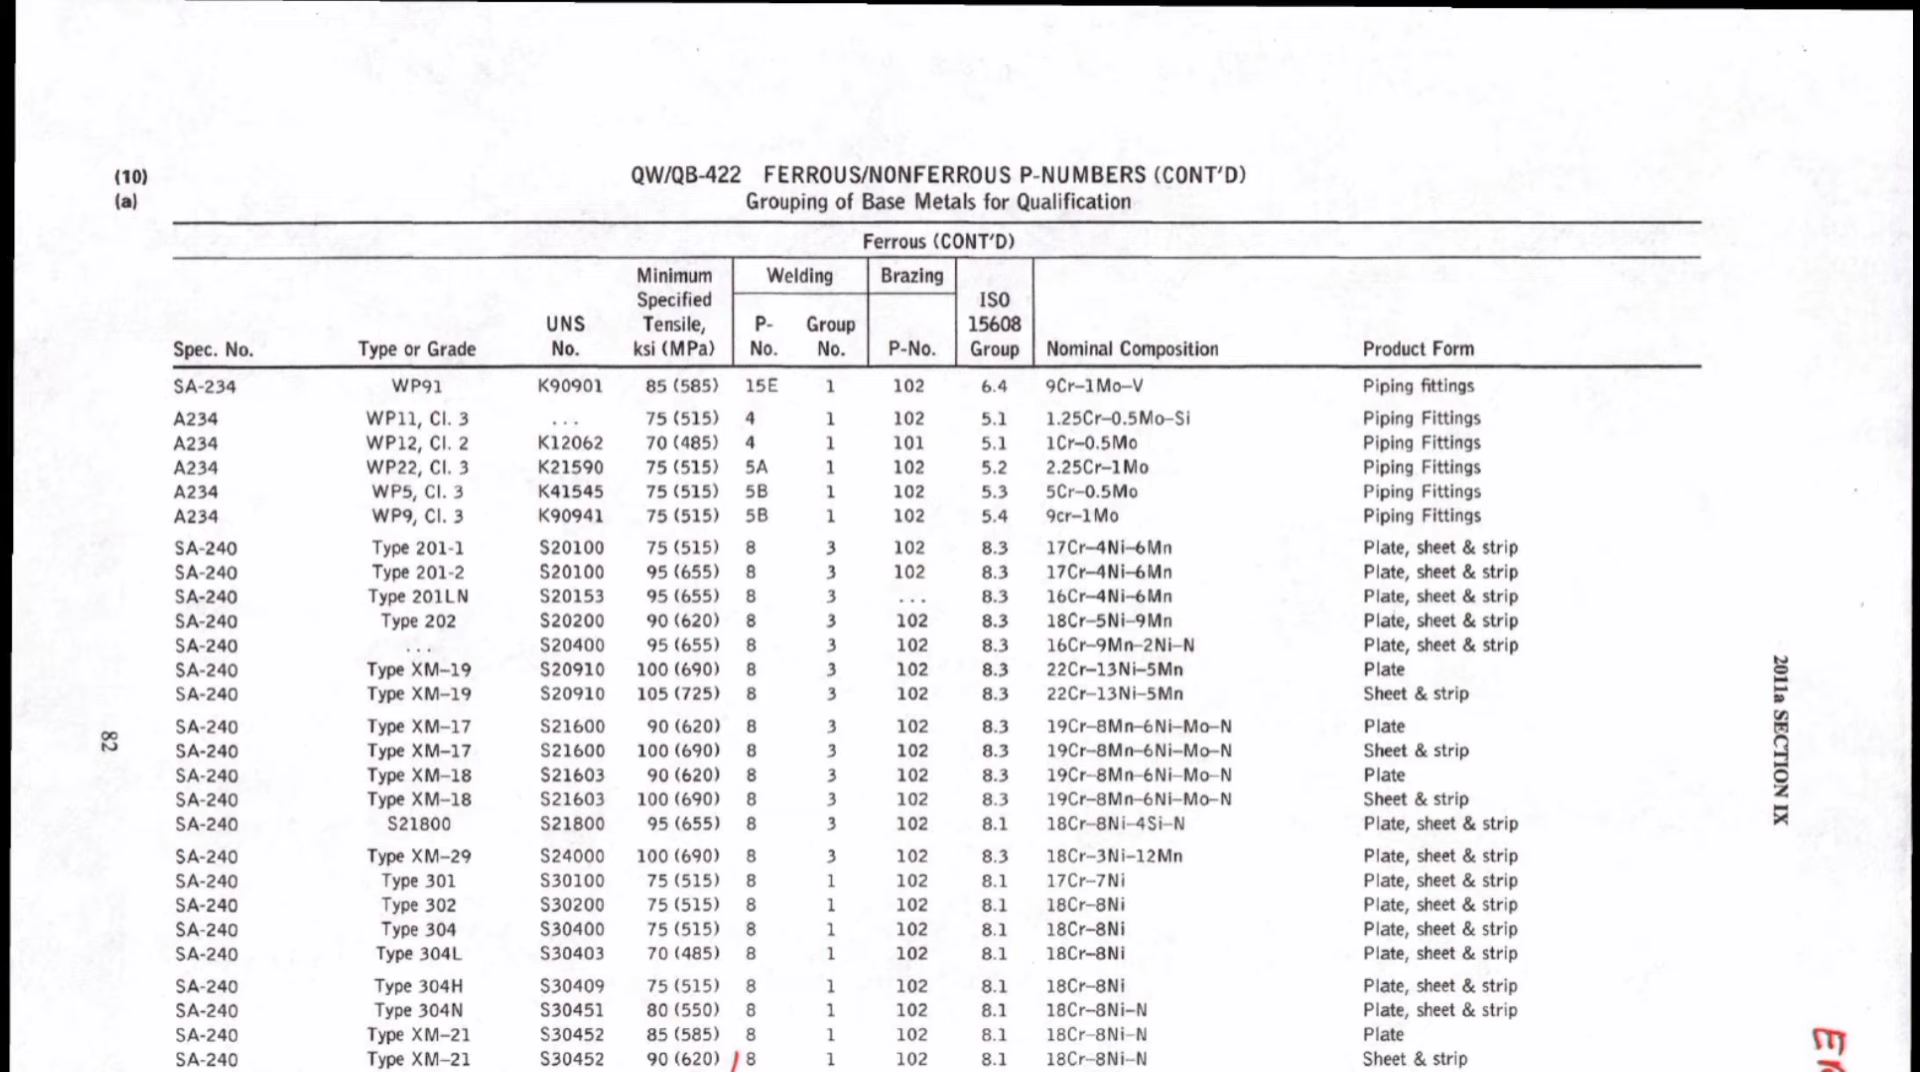 (10)
(a)
QW/QB-422 FERROUS/NONFERROUS P-NUMBERS (CONT'D)
Grouping of Base Metals for Qualification
Ferrous (CONT'D)
Spec. No. Type or Grade UNS No. Minimum Specified Tensile, ksi (MPa) Welding P-No. Group No. Brazing P-No. ISO 15608 Group Nominal Composition Product Form
SA-234 WP91 K90901 85 (585) 15E 1 102 6.4 9Cr–1Mo–V Piping fittings
A234 WP11, Cl. 3 ... 75 (515) 4 1 102 5.1 1.25Cr–0.5Mo–Si Piping Fittings
A234 WP12, Cl. 2 K12062 70 (485) 4 1 101 5.1 1Cr–0.5Mo Piping Fittings
A234 WP22, Cl. 3 K21590 75 (515) 5A 1 102 5.2 2.25Cr–1Mo Piping Fittings
A234 WP5, Cl. 3 K41545 75 (515) 5B 1 102 5.3 5Cr–0.5Mo Piping Fittings
A234 WP9, Cl. 3 K90941 75 (515) 5B 1 102 5.4 9cr–1Mo Piping Fittings
SA-240 Type 201-1 S20100 75 (515) 8 3 102 8.3 17Cr–4Ni–6Mn Plate, sheet & strip
SA-240 Type 201-2 S20100 95 (655) 8 3 102 8.3 17Cr–4Ni–6Mn Plate, sheet & strip
SA-240 Type 201LN S20153 95 (655) 8 3 ... 8.3 16Cr–4Ni–6Mn Plate, sheet & strip
SA-240 Type 202 S20200 90 (620) 8 3 102 8.3 18Cr–5Ni–9Mn Plate, sheet & strip
SA-240 ... S20400 95 (655) 8 3 102 8.3 16Cr–9Mn–2Ni–N Plate, sheet & strip
SA-240 Type XM–19 S20910 100 (690) 8 3 102 8.3 22Cr–13Ni–5Mn Plate
SA-240 Type XM–19 S20910 105 (725) 8 3 102 8.3 22Cr–13Ni–5Mn Sheet & strip
SA-240 Type XM–17 S21600 90 (620) 8 3 102 8.3 19Cr–8Mn–6Ni–Mo–N Plate
SA-240 Type XM–17 S21600 100 (690) 8 3 102 8.3 19Cr–8Mn–6Ni–Mo–N Sheet & strip
SA-240 Type XM–18 S21603 90 (620) 8 3 102 8.3 19Cr–8Mn–6Ni–Mo–N Plate
SA-240 Type XM–18 S21603 100 (690) 8 3 102 8.3 19Cr–8Mn–6Ni–Mo–N Sheet & strip
SA-240 S21800 S21800 95 (655) 8 3 102 8.1 18Cr–8Ni–4Si–N Plate, sheet & strip
SA-240 Type XM–29 S24000 100 (690) 8 3 102 8.3 18Cr–3Ni–12Mn Plate, sheet & strip
SA-240 Type 301 S30100 75 (515) 8 1 102 8.1 17Cr–7Ni Plate, sheet & strip
SA-240 Type 302 S30200 75 (515) 8 1 102 8.1 18Cr–8Ni Plate, sheet & strip
SA-240 Type 304 S30400 75 (515) 8 1 102 8.1 18Cr–8Ni Plate, sheet & strip
SA-240 Type 304L S30403 70 (485) 8 1 102 8.1 18Cr–8Ni Plate, sheet & strip
SA-240 Type 304H S30409 75 (515) 8 1 102 8.1 18Cr–8Ni Plate, sheet & strip
SA-240 Type 304N S30451 80 (550) 8 1 102 8.1 18Cr–8Ni–N Plate, sheet & strip
SA-240 Type XM–21 S30452 85 (585) 8 1 102 8.1 18Cr–8Ni–N Plate
SA-240 Type XM–21 S30452 90 (620) 8 1 102 8.1 18Cr–8Ni–N Sheet & strip
82
2011a SECTION IX